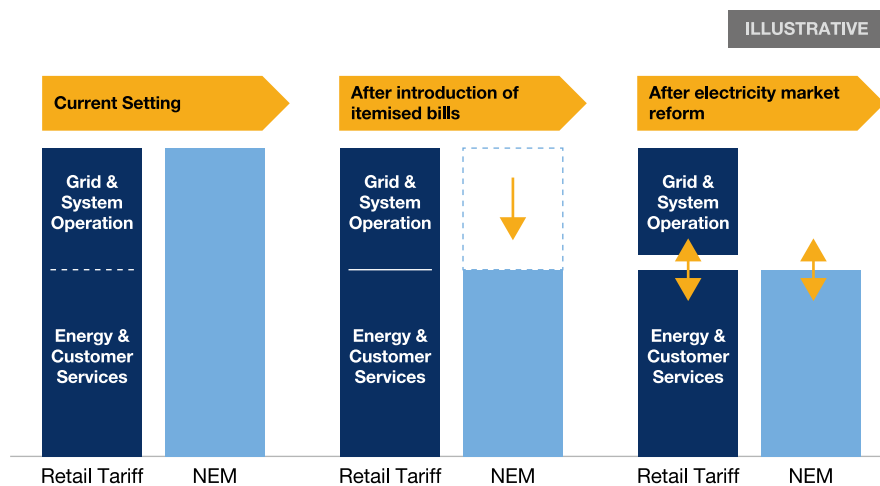 ILLUSTRATIVE
Current Setting
After introduction of
itemised bills
After electricity market
reform
Grid &
System
Operation
Energy &
Customer
Services
Grid &
System
Operation
Energy &
Customer
Services
Grid &
System
Operation
Energy &
Customer
Services
Retail Tariff
NEM
Retail Tariff
NEM
Retail Tariff
NEM